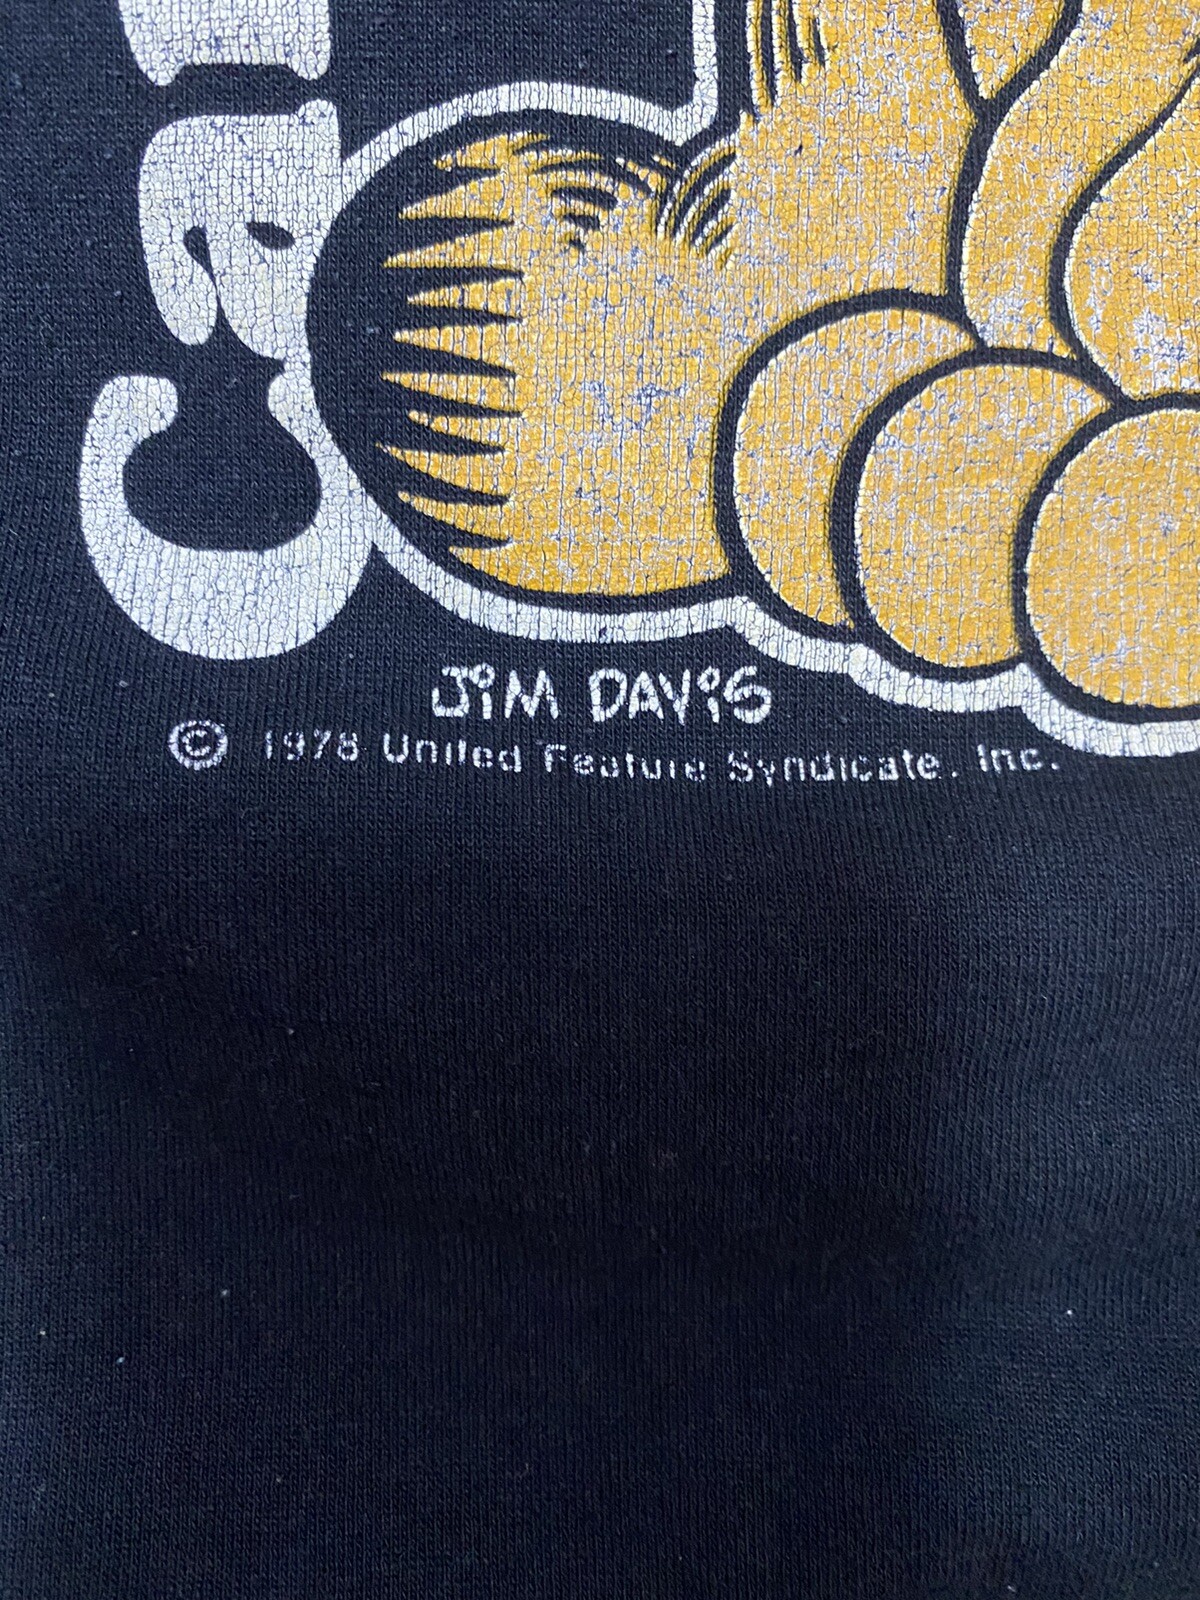 JiM DAViS
© 1978 United Feature Syndicate, Inc.